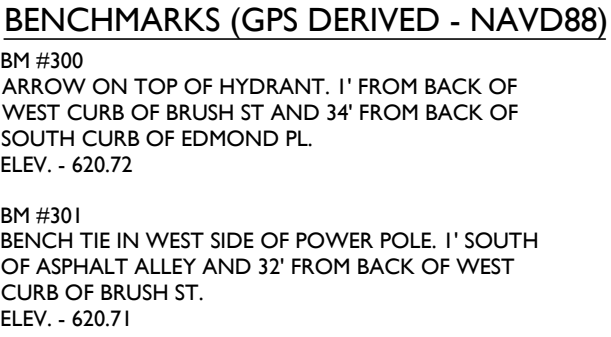 BENCHMARKS (GPS DERIVED - NAVD88)
BM #300
ARROW ON TOP OF HYDRANT. 1' FROM BACK OF
WEST CURB OF BRUSH ST AND 34' FROM BACK OF
SOUTH CURB OF EDMOND PL.
ELEV. - 620.72
BM #301
BENCH TIE IN WEST SIDE OF POWER POLE. 1' SOUTH
OF ASPHALT ALLEY AND 32' FROM BACK OF WEST
CURB OF BRUSH ST.
ELEV. - 620.71